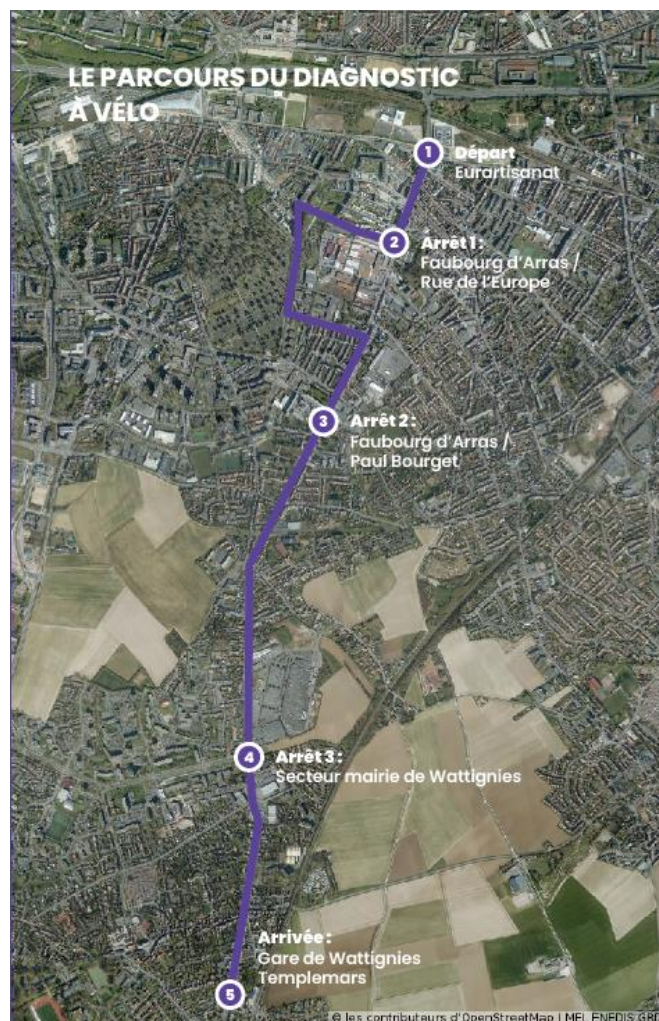 LE PARCOURS DU DIAGNOSTIC
À VÉLO
1
Départ
Eurartisanat
2
Arrêt 1 :
Faubourg d'Arras /
Rue de l'Europe
3
Arrêt 2 :
Faubourg d'Arras /
Paul Bourget
4
Arrêt 3 :
Secteur mairie de Wattignies
Arrivée :
Gare de Wattignies
Templemars
5
© les contributeurs d'OpenStreetMap | MEL ENEDIS